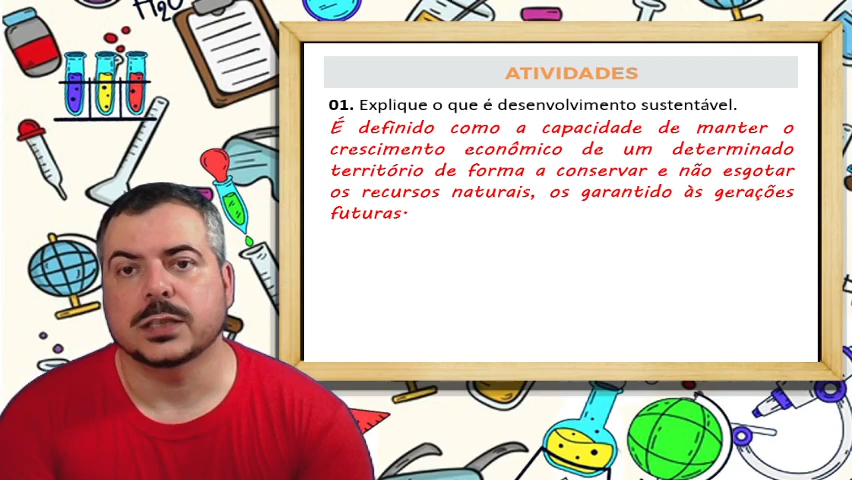 H₂O
ATIVIDADES
01. Explique o que é desenvolvimento sustentável.
É definido como a capacidade de manter o
crescimento econômico de um determinado
território de forma a conservar e não esgotar
os recursos naturais, os garantido às gerações
futuras.